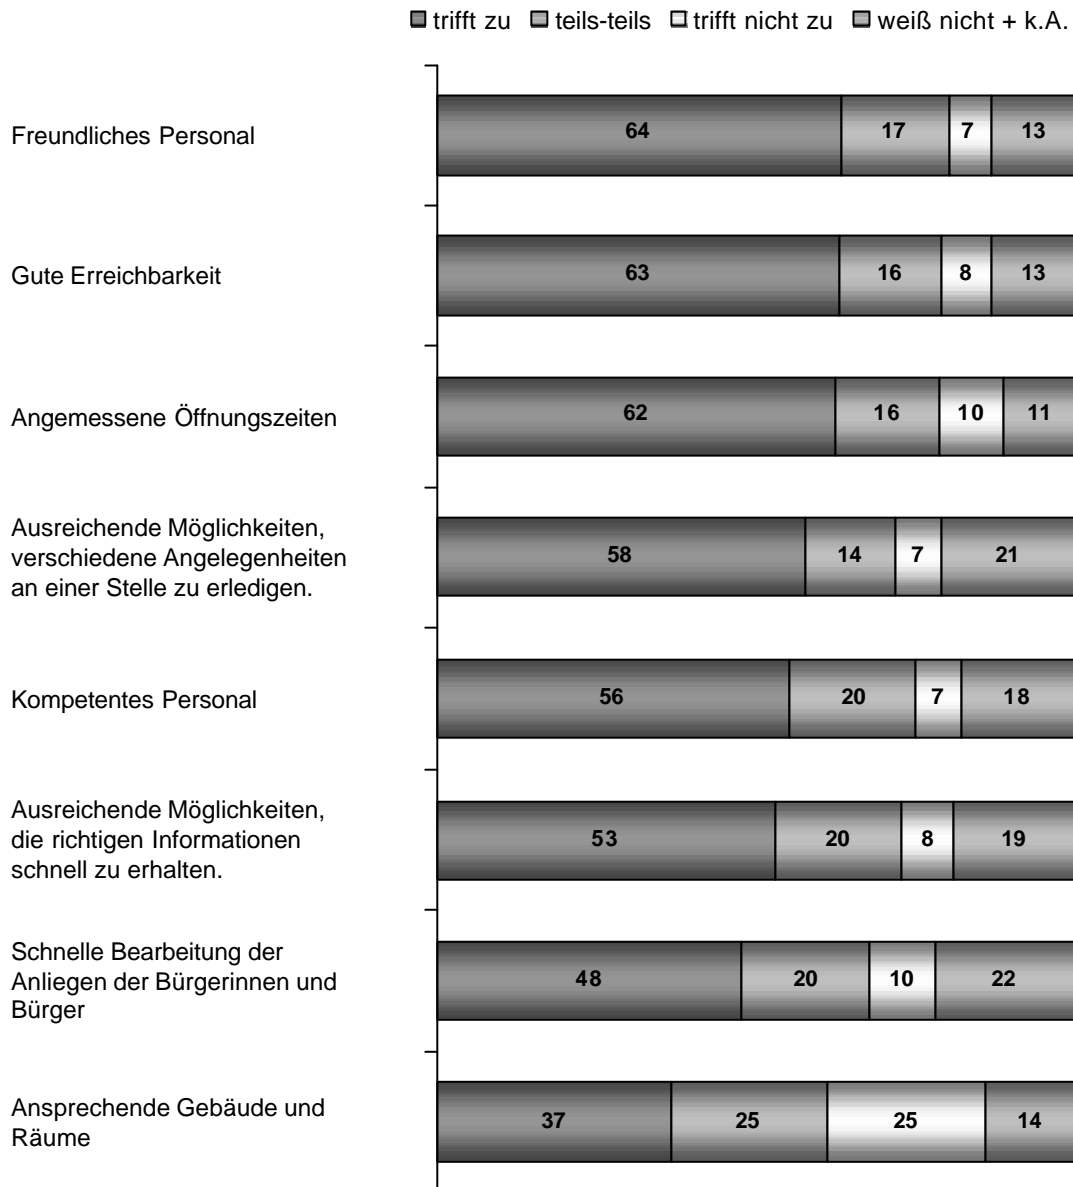 trifft zu teils-teils trifft nicht zu weiß nicht + k.A.
Freundliches Personal
64 17 7 13
Gute Erreichbarkeit
63 16 8 13
Angemessene Öffnungszeiten
62 16 10 11
Ausreichende Möglichkeiten,
verschiedene Angelegenheiten
an einer Stelle zu erledigen.
58 14 7 21
Kompetentes Personal
56 20 7 18
Ausreichende Möglichkeiten,
die richtigen Informationen
schnell zu erhalten.
53 20 8 19
Schnelle Bearbeitung der
Anliegen der Bürgerinnen und
Bürger
48 20 10 22
Ansprechende Gebäude und
Räume
37 25 25 14